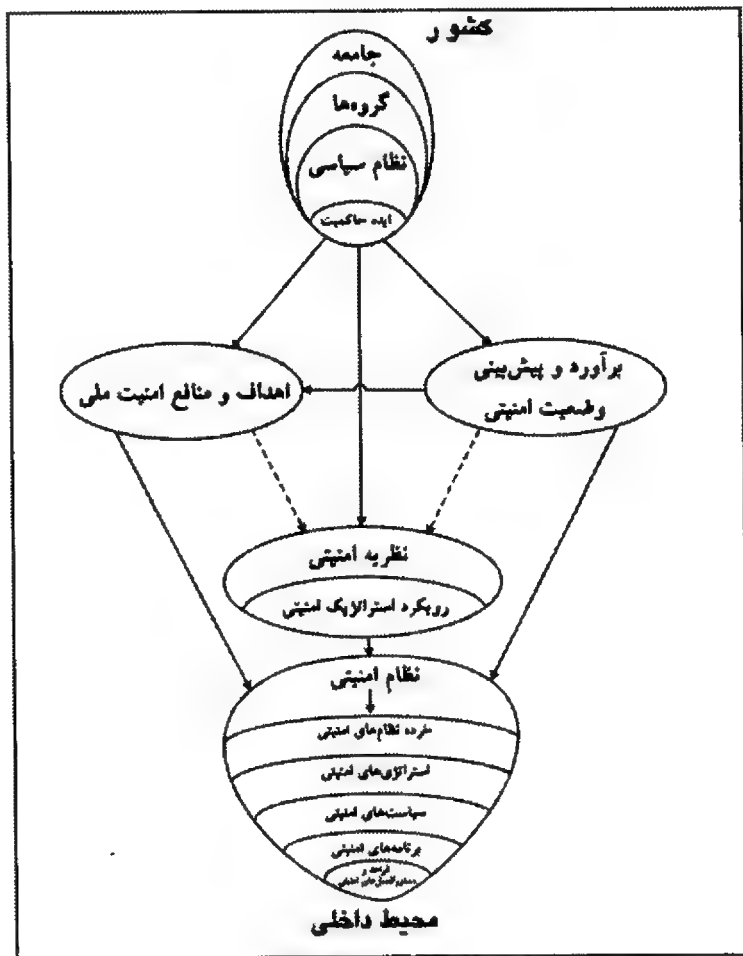 کشور
جامعه
گروه‌ها
نظام سیاسی
ایده حاکمیت
برآورد و پیش‌بینی
وضعیت امنیتی
اهداف و منافع امنیت ملی
نظریه امنیتی
رویکرد استراتژیک امنیتی
نظام امنیتی
خرده نظام‌های امنیتی
استراتژی‌های امنیتی
سیاست‌های امنیتی
برنامه‌های امنیتی
محیط داخلی